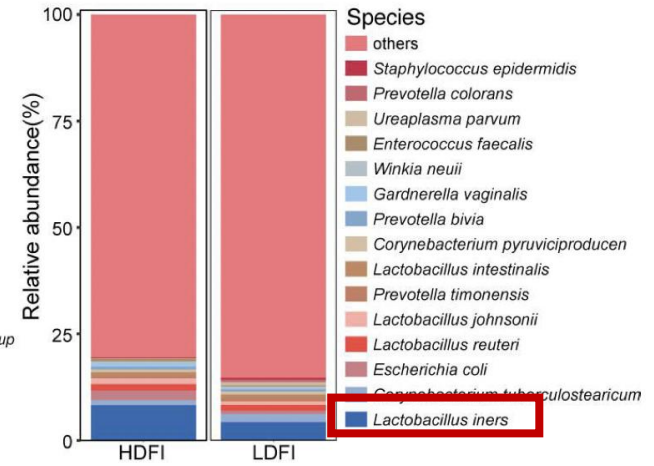 Species
100
75
50
25
0
Relative abundance(%)
up
HDFI
LDFI
others
Staphylococcus epidermidis
Prevotella colorans
Ureaplasma parvum
Enterococcus faecalis
Winkia neuii
Gardnerella vaginalis
Prevotella bivia
Corynebacterium pyruviciproducen
Lactobacillus intestinalis
Prevotella timonensis
Lactobacillus johnsonii
Lactobacillus reuteri
Escherichia coli
Corynebacterium tuberculostearicum
Lactobacillus iners